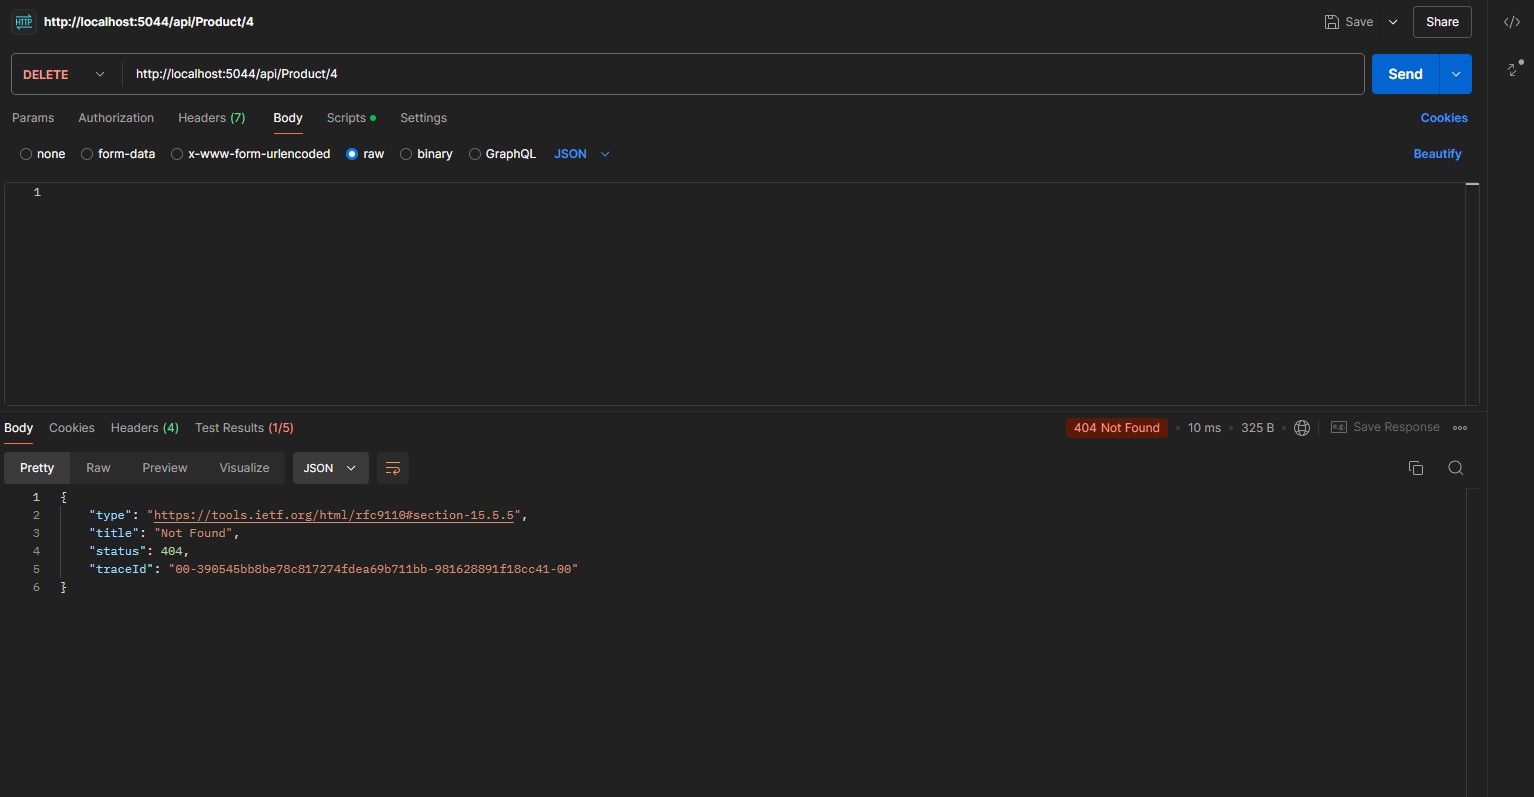 HTTP http://localhost:5044/api/Product/4 Save Share
DELETE http://localhost:5044/api/Product/4 Send
Params Authorization Headers (7) Body Scripts Settings Cookies
none form-data x-www-form-urlencoded raw binary GraphQL JSON Beautify
1
Body Cookies Headers (4) Test Results (1/5) 404 Not Found 10 ms 325 B e.g. Save Response
Pretty Raw Preview Visualize JSON
1 {
2 "type": "https://tools.ietf.org/html/rfc9110#section-15.5.5",
3 "title": "Not Found",
4 "status": 404,
5 "traceId": "00-390545bb8be78c817274fdea69b711bb-981628891f18cc41-00"
6 }